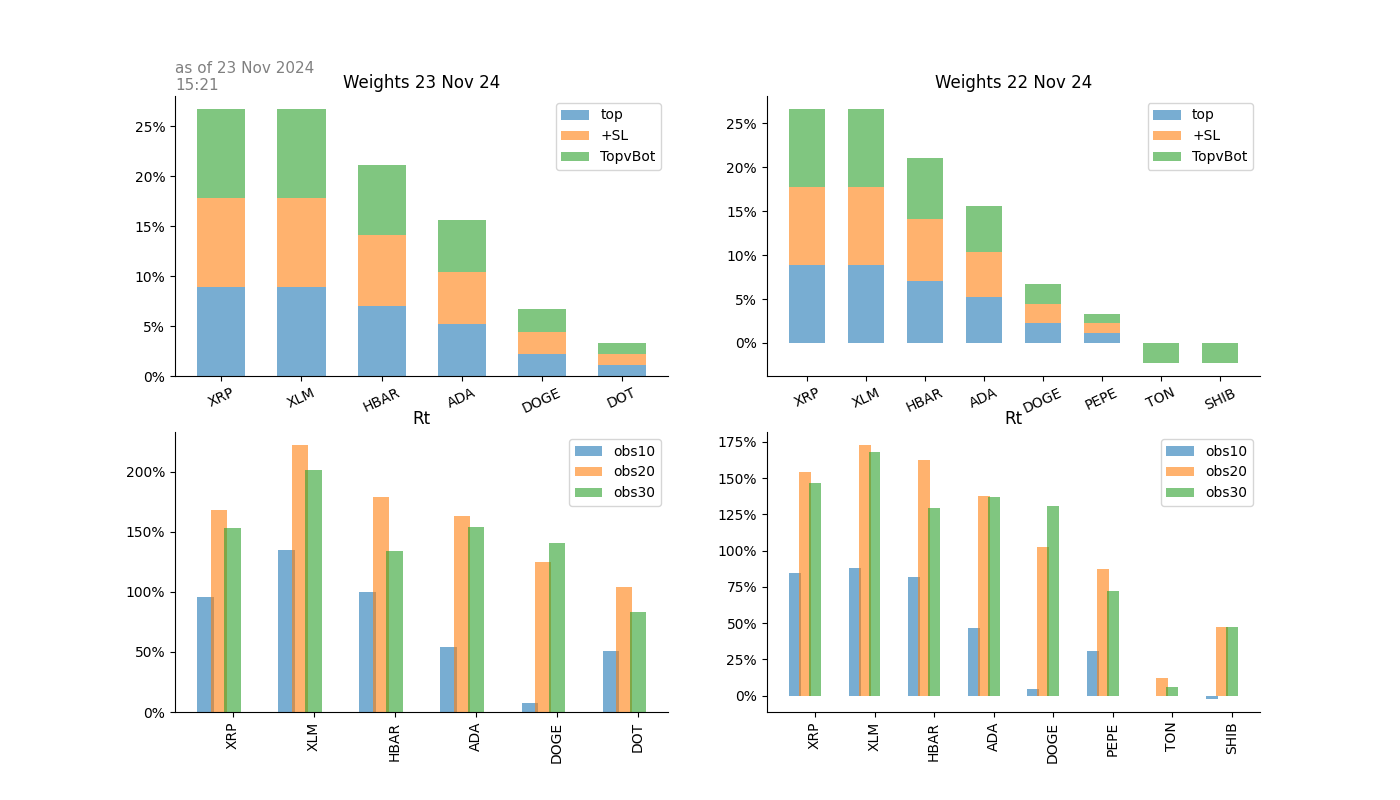 as of 23 Nov 2024
15:21
Weights 23 Nov 24
25%
20%
15%
10%
5%
0%
top
+SL
TopvBot
XRP
XLM
HBAR
ADA
DOGE
DOT
Weights 22 Nov 24
25%
20%
15%
10%
5%
0%
top
+SL
TopvBot
XRP
XLM
HBAR
ADA
DOGE
PEPE
TON
SHIB
Rt
200%
150%
100%
50%
0%
obs10
obs20
obs30
XRP
XLM
HBAR
ADA
DOGE
DOT
Rt
175%
150%
125%
100%
75%
50%
25%
0%
obs10
obs20
obs30
XRP
XLM
HBAR
ADA
DOGE
PEPE
TON
SHIB